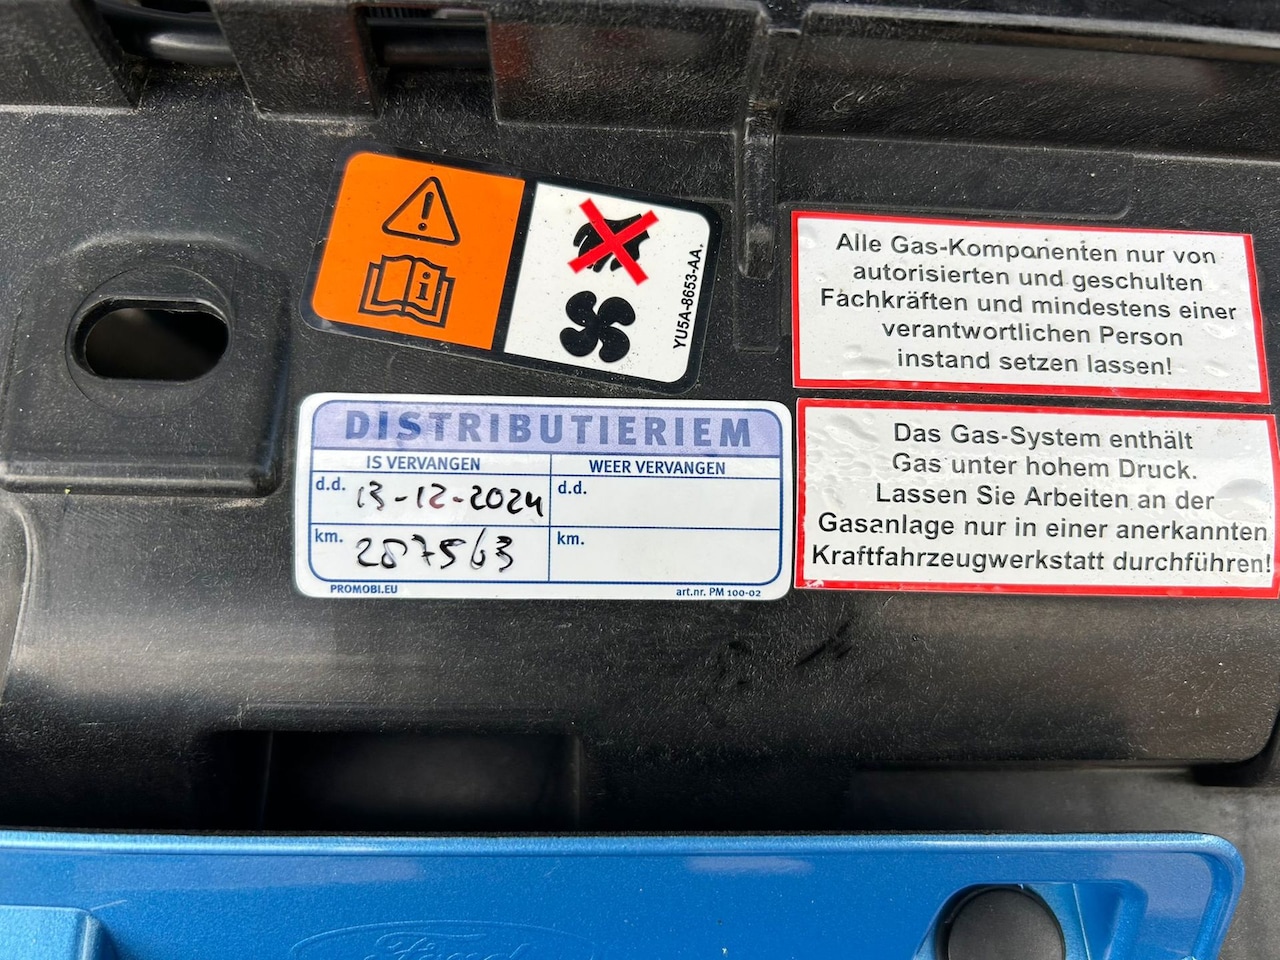 YU5A-8653-AA.
Alle Gas-Komponenten nur von
autorisierten und geschulten
Fachkräften und mindestens einer
verantwortlichen Person
instand setzen lassen!
DISTRIBUTIERIEM
IS VERVANGEN WEER VERVANGEN
d.d. 13-12-2024 d.d.
km. 287563 km.
PROMOBI.EU art.nr. PM 100-02
Das Gas-System enthält
Gas unter hohem Druck.
Lassen Sie Arbeiten an der
Gasanlage nur in einer anerkannten
Kraftfahrzeugwerkstatt durchführen!
Ford